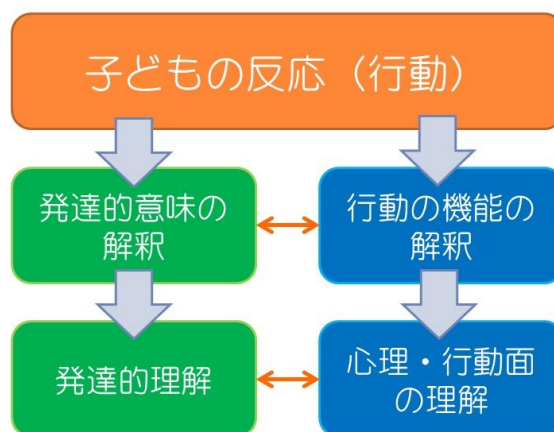 子どもの反応（行動）
発達的意味の
解釈
行動の機能の
解釈
発達的理解
心理・行動面
の理解